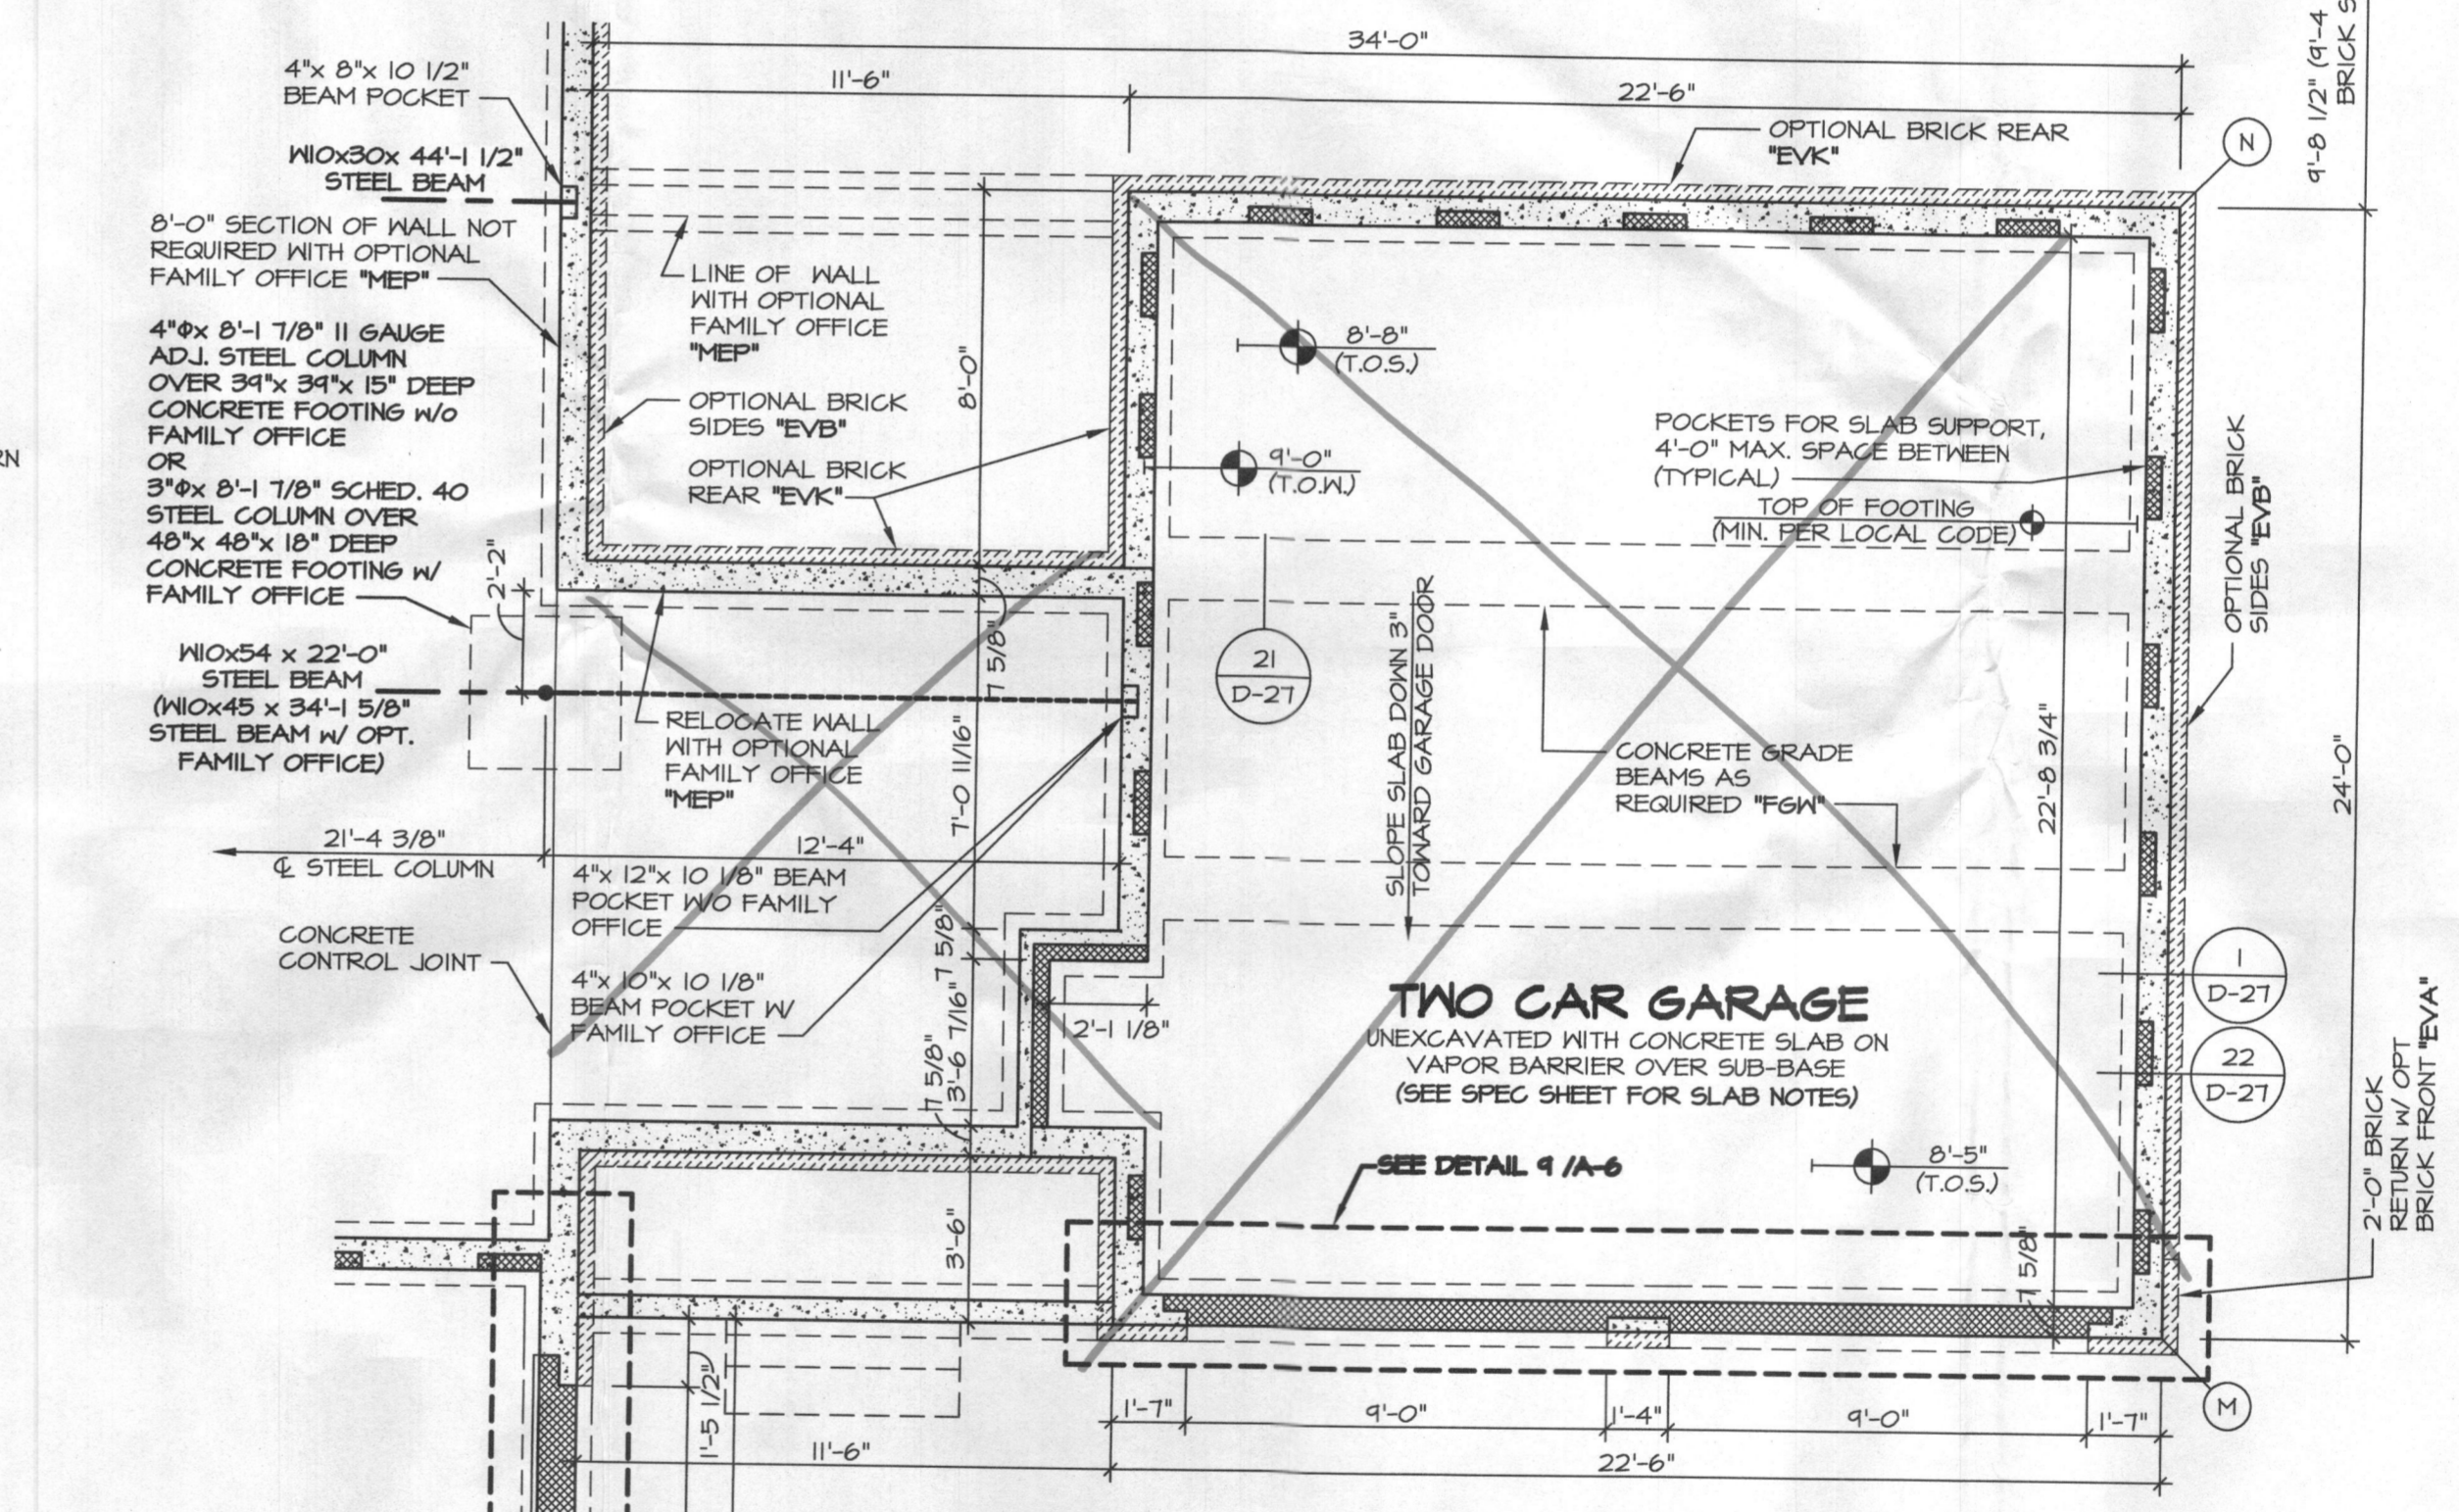 34'-0"
11'-6"
22'-6"
9'-8 1/2" (9'-4
BRICK S
4"x 8"x 10 1/2"
BEAM POCKET
W10x30x 44'-1 1/2"
STEEL BEAM
8'-0" SECTION OF WALL NOT
REQUIRED WITH OPTIONAL
FAMILY OFFICE "MEP"
4"Φx 8'-1 7/8" 11 GAUGE
ADJ. STEEL COLUMN
OVER 39"x 39"x 15" DEEP
CONCRETE FOOTING w/o
FAMILY OFFICE
OR
3"Φx 8'-1 7/8" SCHED. 40
STEEL COLUMN OVER
48"x 48"x 18" DEEP
CONCRETE FOOTING w/
FAMILY OFFICE
RN
2'-2"
W10x54 x 22'-0"
STEEL BEAM
(W10x45 x 34'-1 5/8"
STEEL BEAM w/ OPT.
FAMILY OFFICE)
21'-4 3/8"
℄ STEEL COLUMN
CONCRETE
CONTROL JOINT
LINE OF WALL
WITH OPTIONAL
FAMILY OFFICE
"MEP"
8'-0"
OPTIONAL BRICK
SIDES "EVB"
OPTIONAL BRICK
REAR "EVK"
7 5/8"
RELOCATE WALL
WITH OPTIONAL
FAMILY OFFICE
"MEP"
7'-0 11/16"
12'-4"
4"x 12"x 10 1/8" BEAM
POCKET W/O FAMILY
OFFICE
7 5/8"
4"x 10"x 10 1/8"
BEAM POCKET W/
FAMILY OFFICE
3'-6 7/16"
7 5/8"
2'-1 1/8"
3'-6"
1'-5 1/2"
11'-6"
OPTIONAL BRICK REAR
"EVK"
N
8'-8"
(T.O.S.)
9'-0"
(T.O.W.)
POCKETS FOR SLAB SUPPORT,
4'-0" MAX. SPACE BETWEEN
(TYPICAL)
TOP OF FOOTING
(MIN. PER LOCAL CODE)
OPTIONAL BRICK
SIDES "EVB"
21
D-27
SLOPE SLAB DOWN 3"
TOWARD GARAGE DOOR
CONCRETE GRADE
BEAMS AS
REQUIRED "FGW"
22'-8 3/4"
24'-0"
TWO CAR GARAGE
UNEXCAVATED WITH CONCRETE SLAB ON
VAPOR BARRIER OVER SUB-BASE
(SEE SPEC SHEET FOR SLAB NOTES)
1
D-27
22
D-27
SEE DETAIL 9 /A-6
8'-5"
(T.O.S.)
7 5/8"
2'-0" BRICK
RETURN W/ OPT
BRICK FRONT "EVA"
M
1'-7"
9'-0"
1'-4"
9'-0"
1'-7"
22'-6"